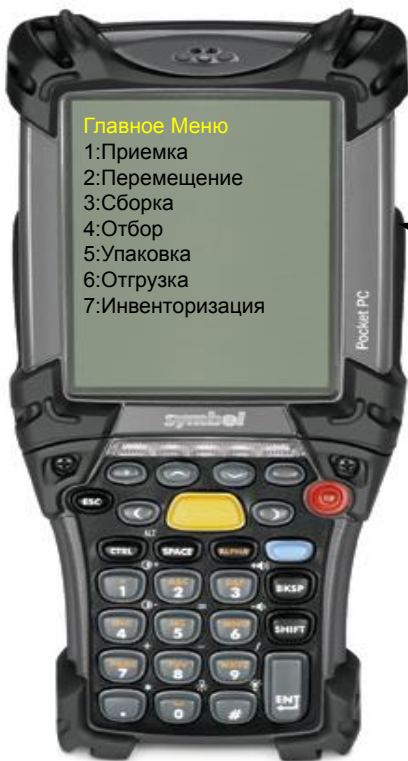 Главное Меню
1:Приемка
2:Перемещение
3:Сборка
4:Отбор
5:Упаковка
6:Отгрузка
7:Инвенторизация
Pocket PC
symbol
ESC
ALT
CTRL SPACE ALPHA
1 2 3 BKSP
4 5 6 SHIFT
7 8 9
. 0 # ENT